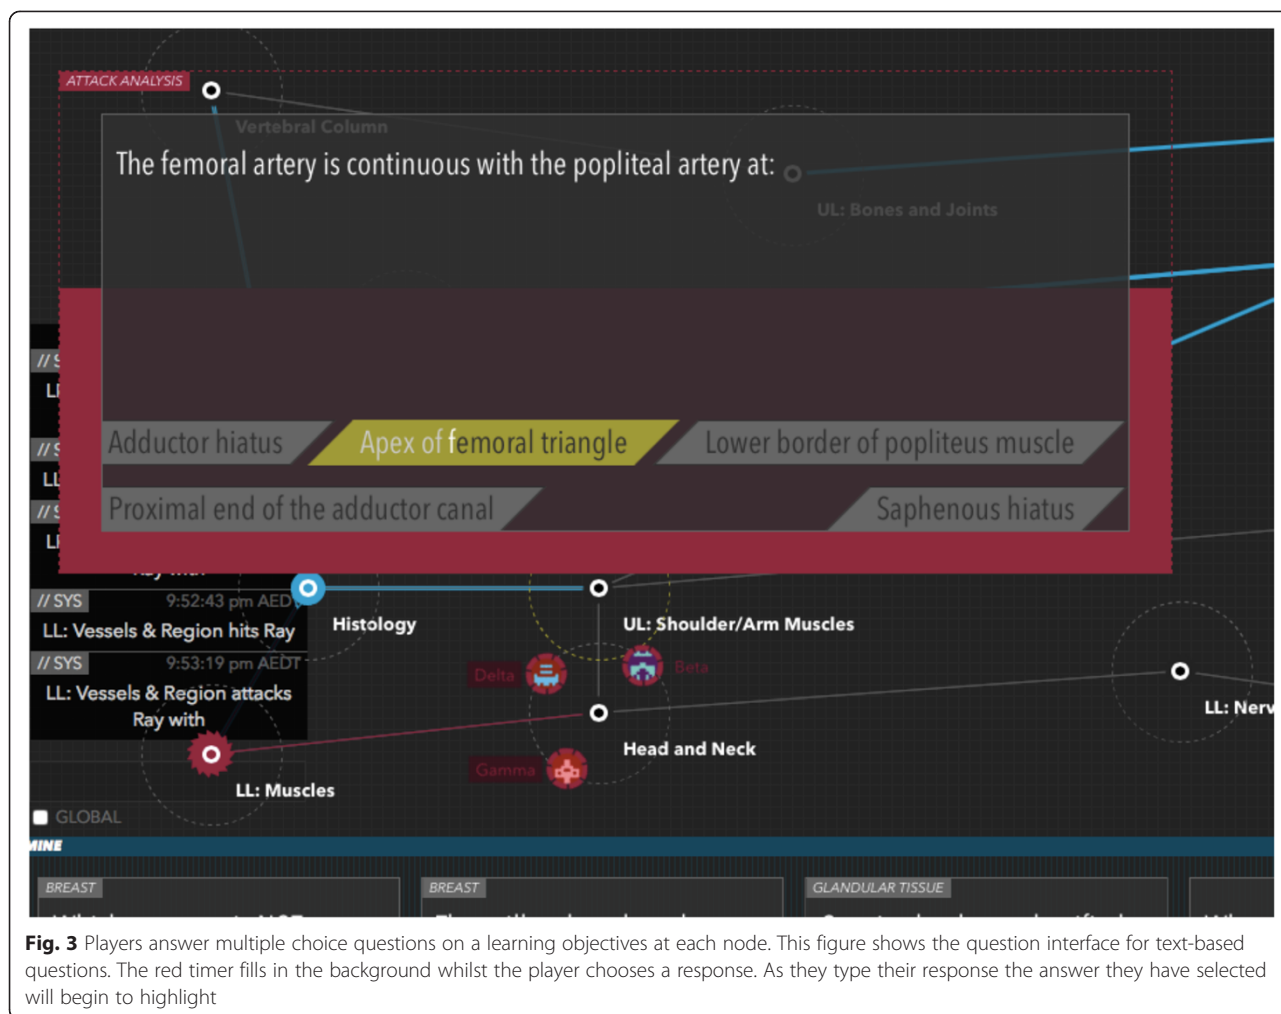 ATTACK ANALYSIS
Vertebral Column
The femoral artery is continuous with the popliteal artery at:
UL: Bones and Joints
Adductor hiatus
Apex of femoral triangle
Lower border of popliteus muscle
Proximal end of the adductor canal
Saphenous hiatus
// S
// S
LL
// S
Ray with
// SYS 9:52:43 pm AEDT
LL: Vessels & Region hits Ray
// SYS 9:53:19 pm AEDT
LL: Vessels & Region attacks
Ray with
Histology
UL: Shoulder/Arm Muscles
Delta
Beta
LL: Nerv
Head and Neck
Gamma
LL: Muscles
GLOBAL
MINE
BREAST
BREAST
GLANDULAR TISSUE
Fig. 3 Players answer multiple choice questions on a learning objectives at each node. This figure shows the question interface for text-based
questions. The red timer fills in the background whilst the player chooses a response. As they type their response the answer they have selected
will begin to highlight